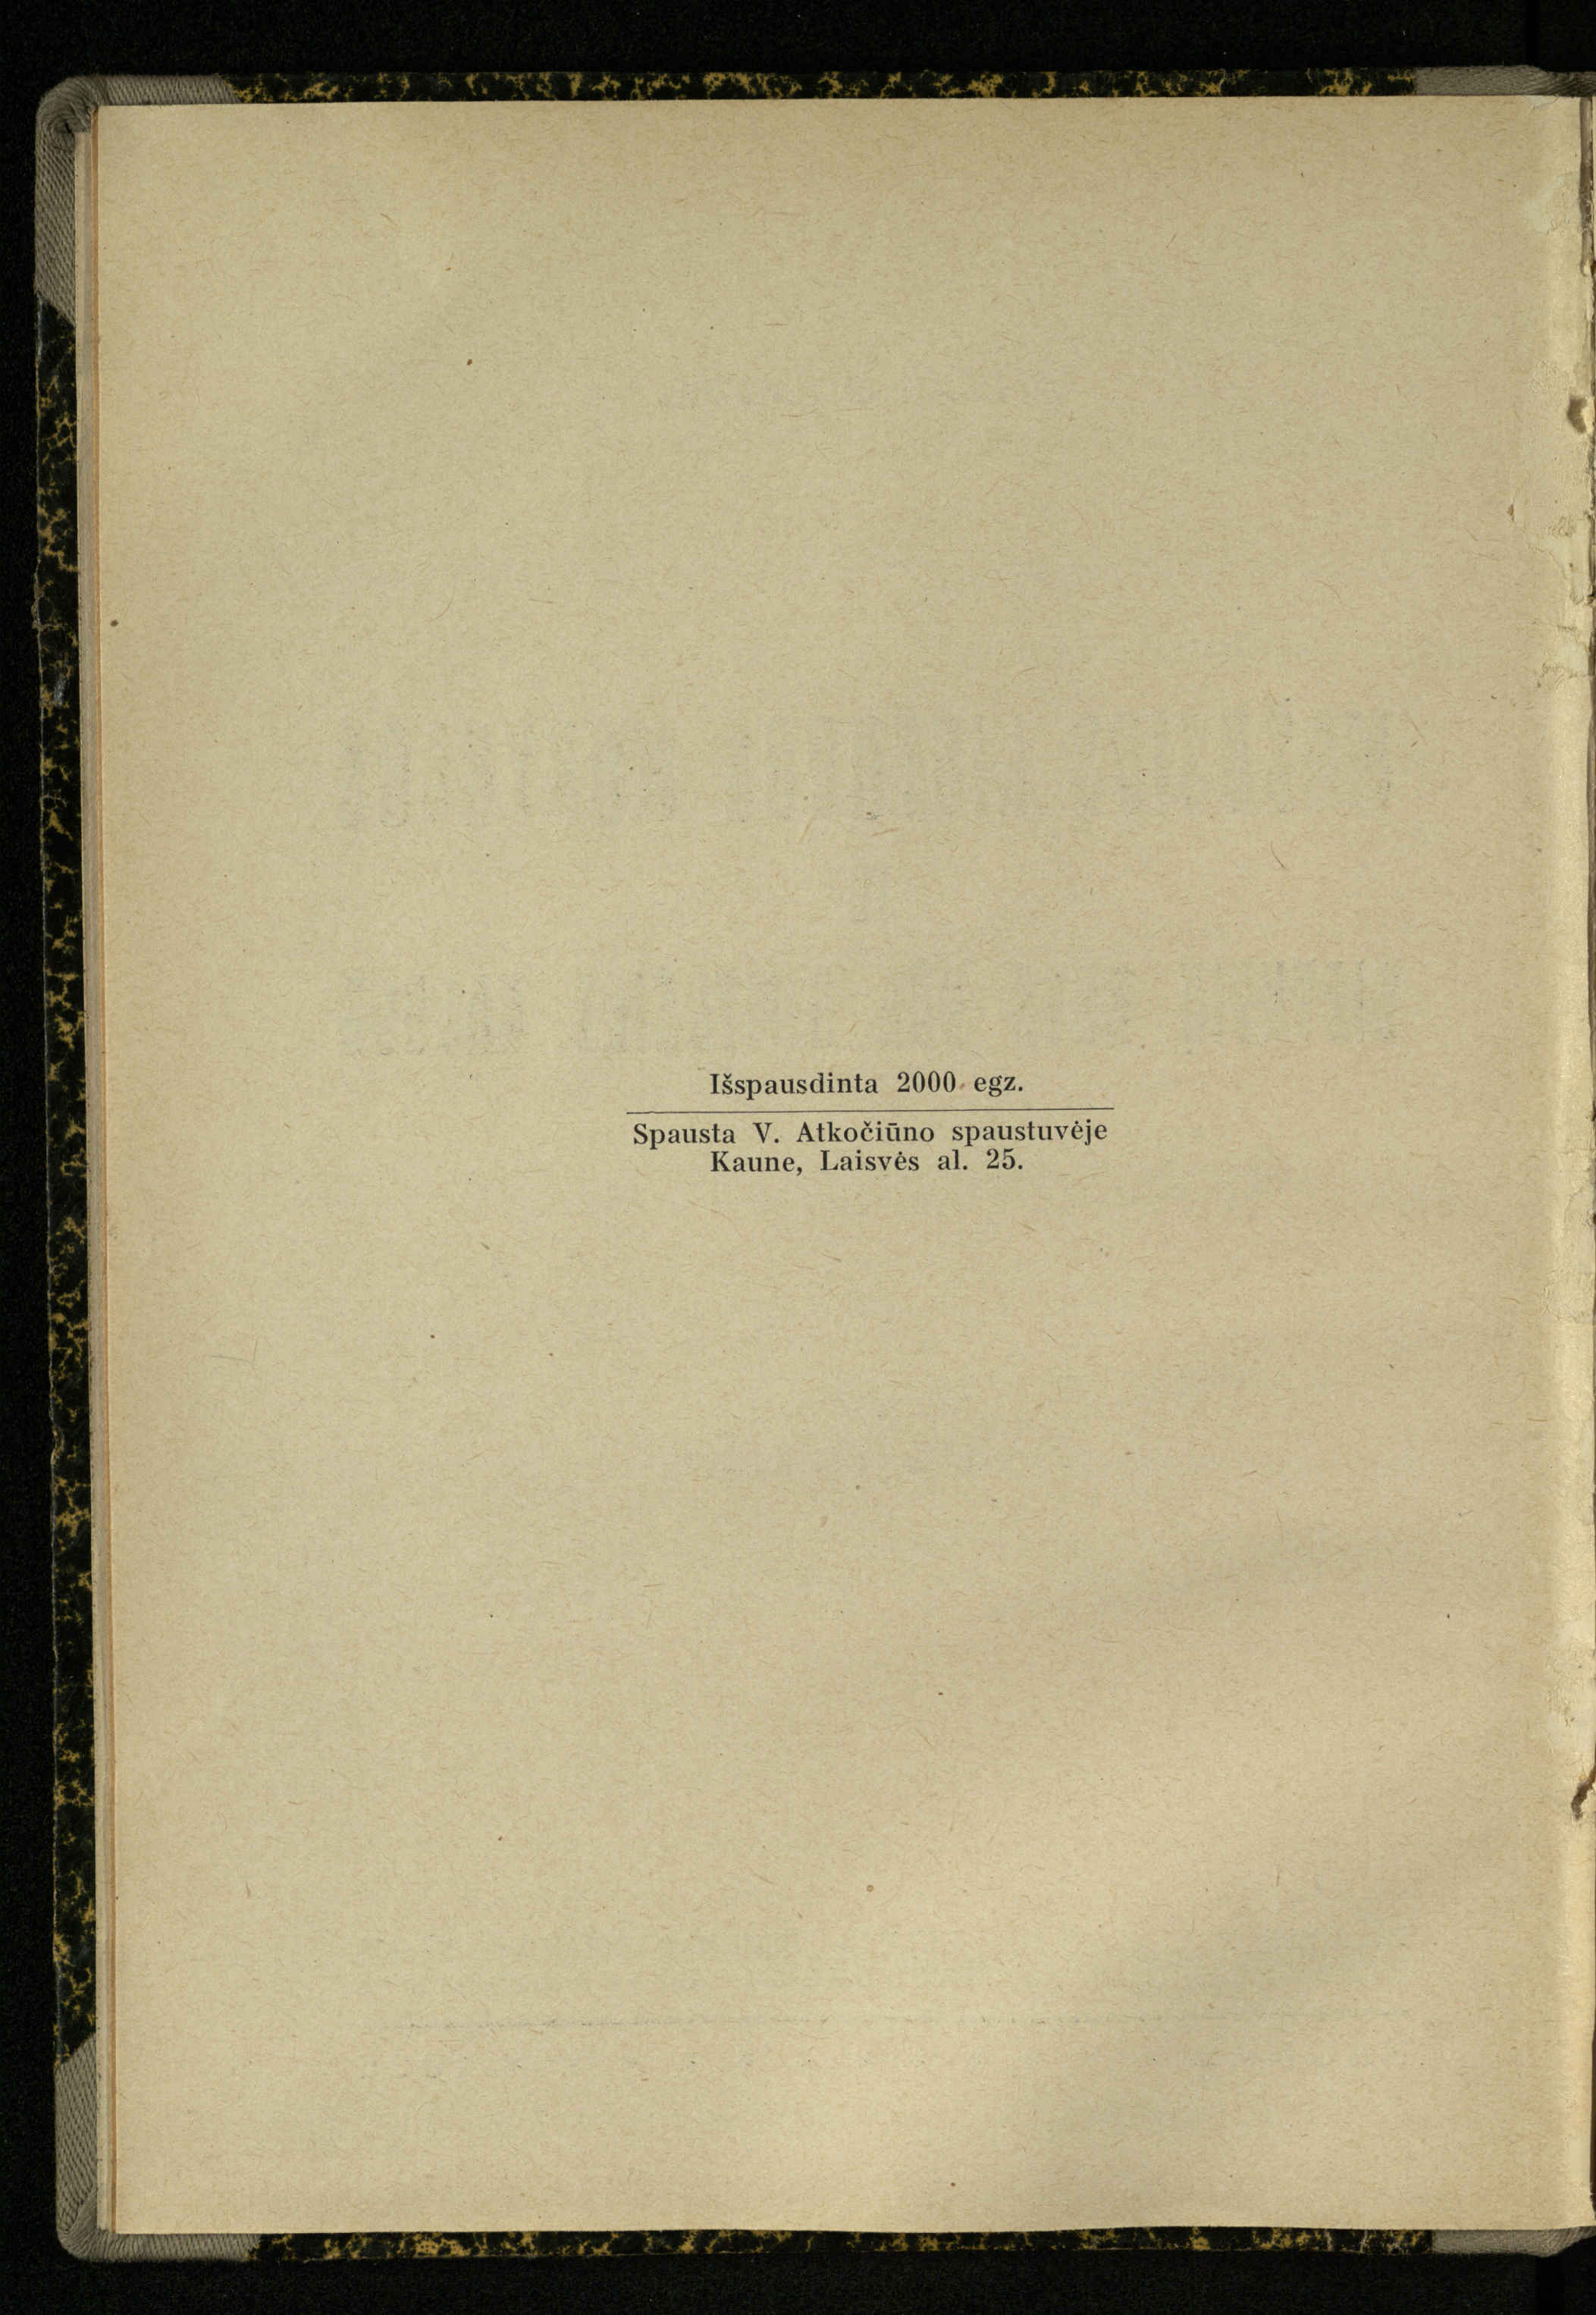 Išspausdinta 2000 egz.
Spausta V. Atkočiūno spaustuvėje
Kaune, Laisvės al. 25.